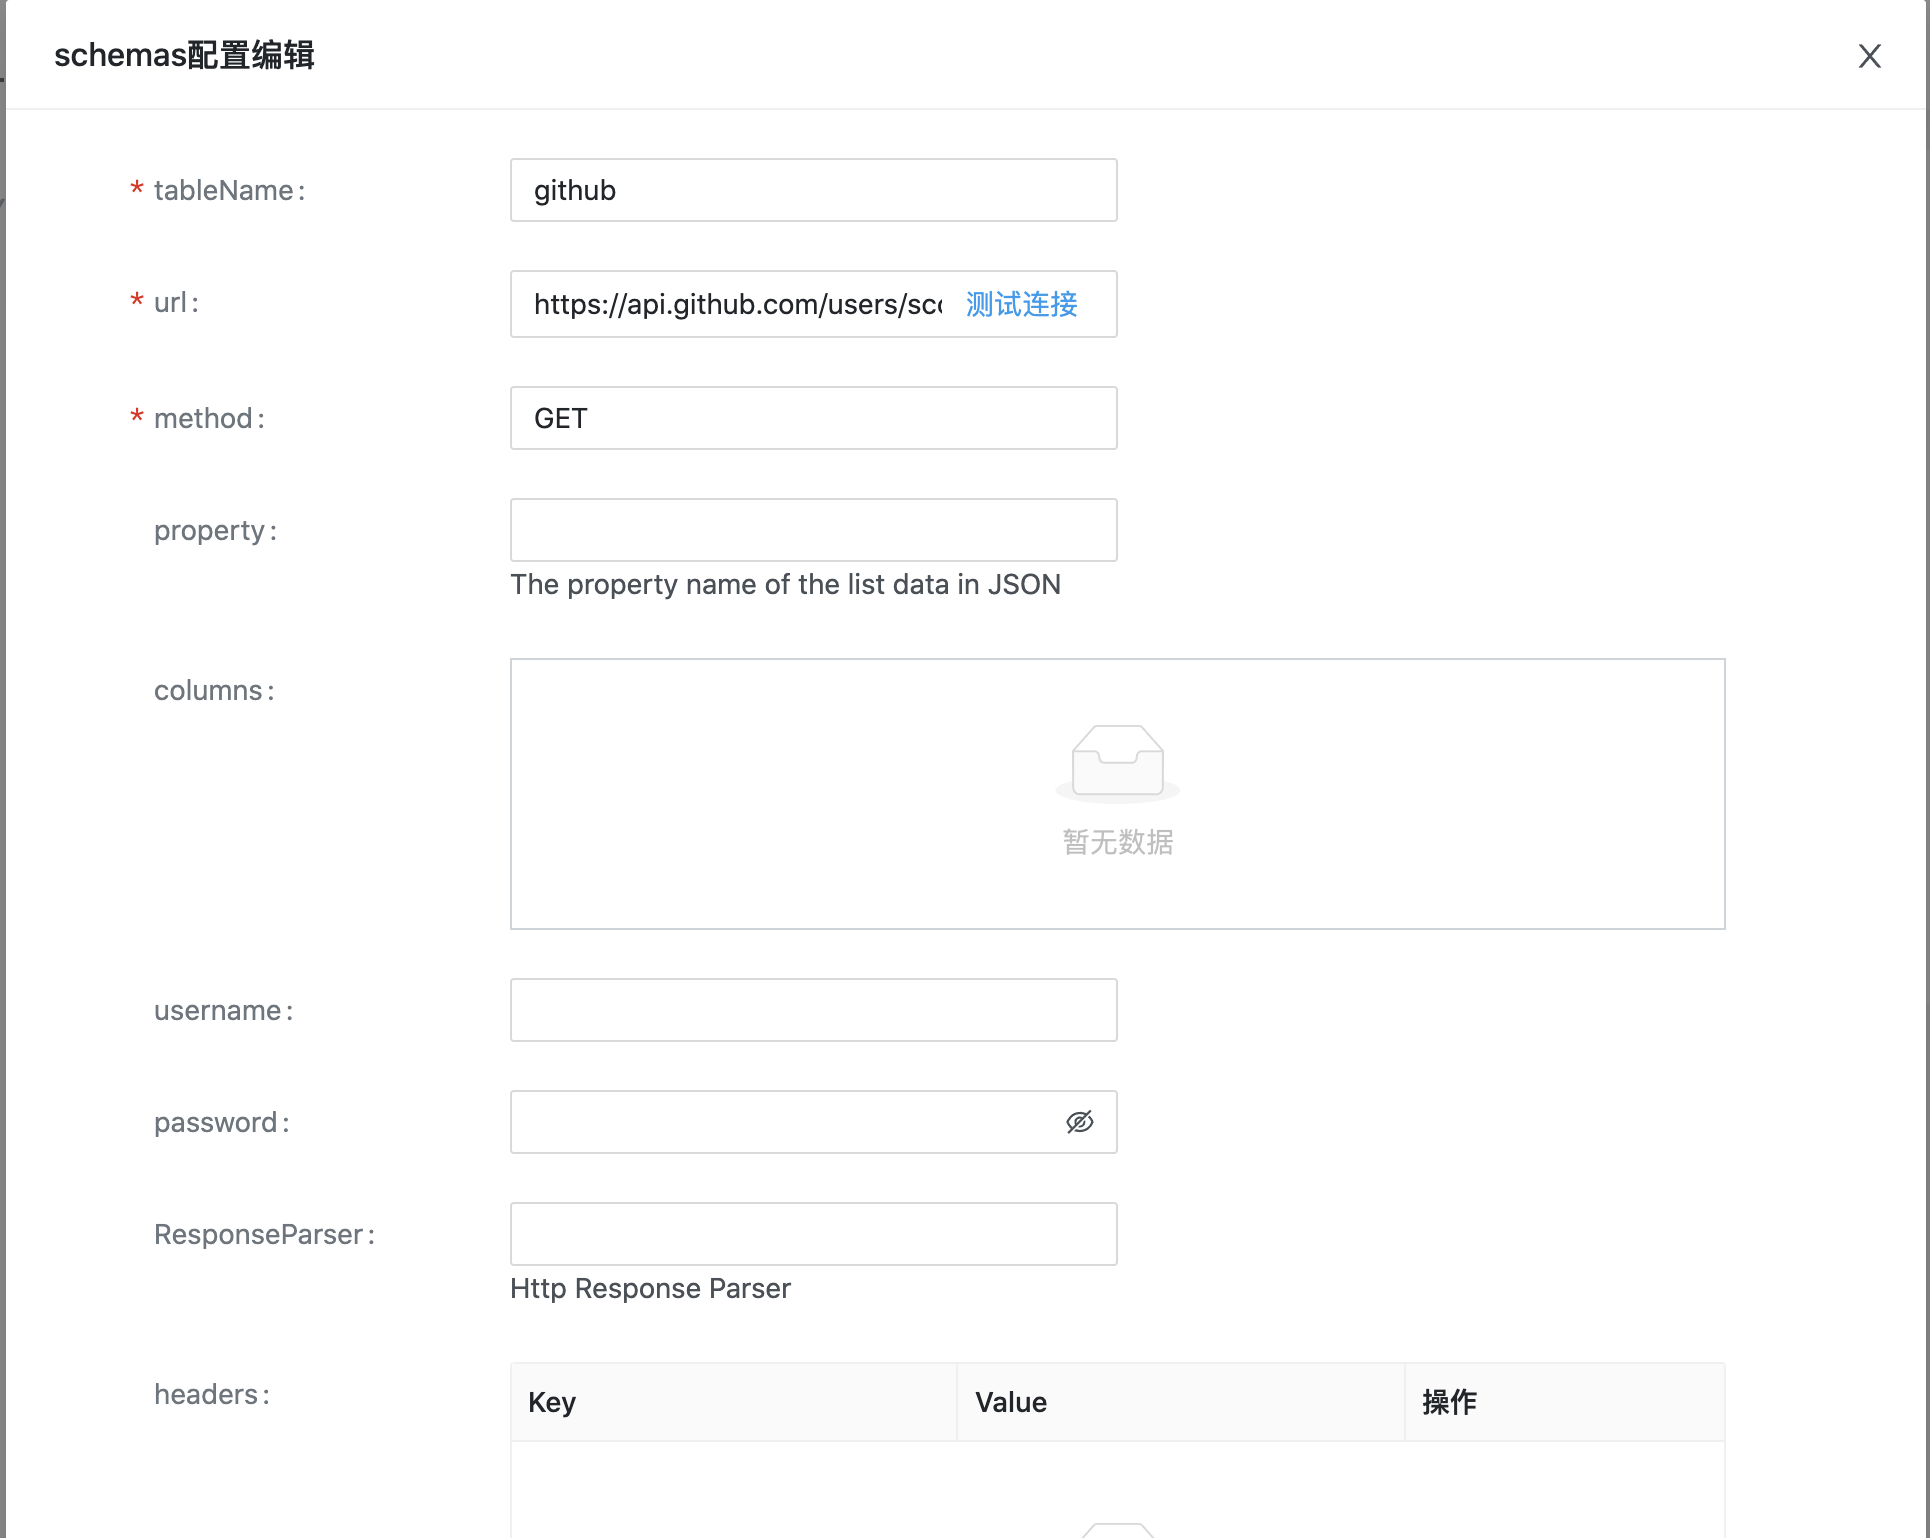 schemas配置编辑
* tableName:
github
* url:
https://api.github.com/users/sc
测试连接
* method:
GET
property:
The property name of the list data in JSON
columns:
暂无数据
username:
password:
ResponseParser:
Http Response Parser
headers:
Key Value 操作